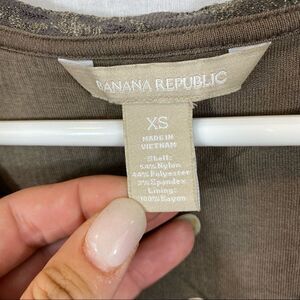 BANANA REPUBLIC
XS
MADE IN
VIETNAM
Shell:
54% Nylon
44% Polyester
2% Spandex
Lining:
100% Rayon